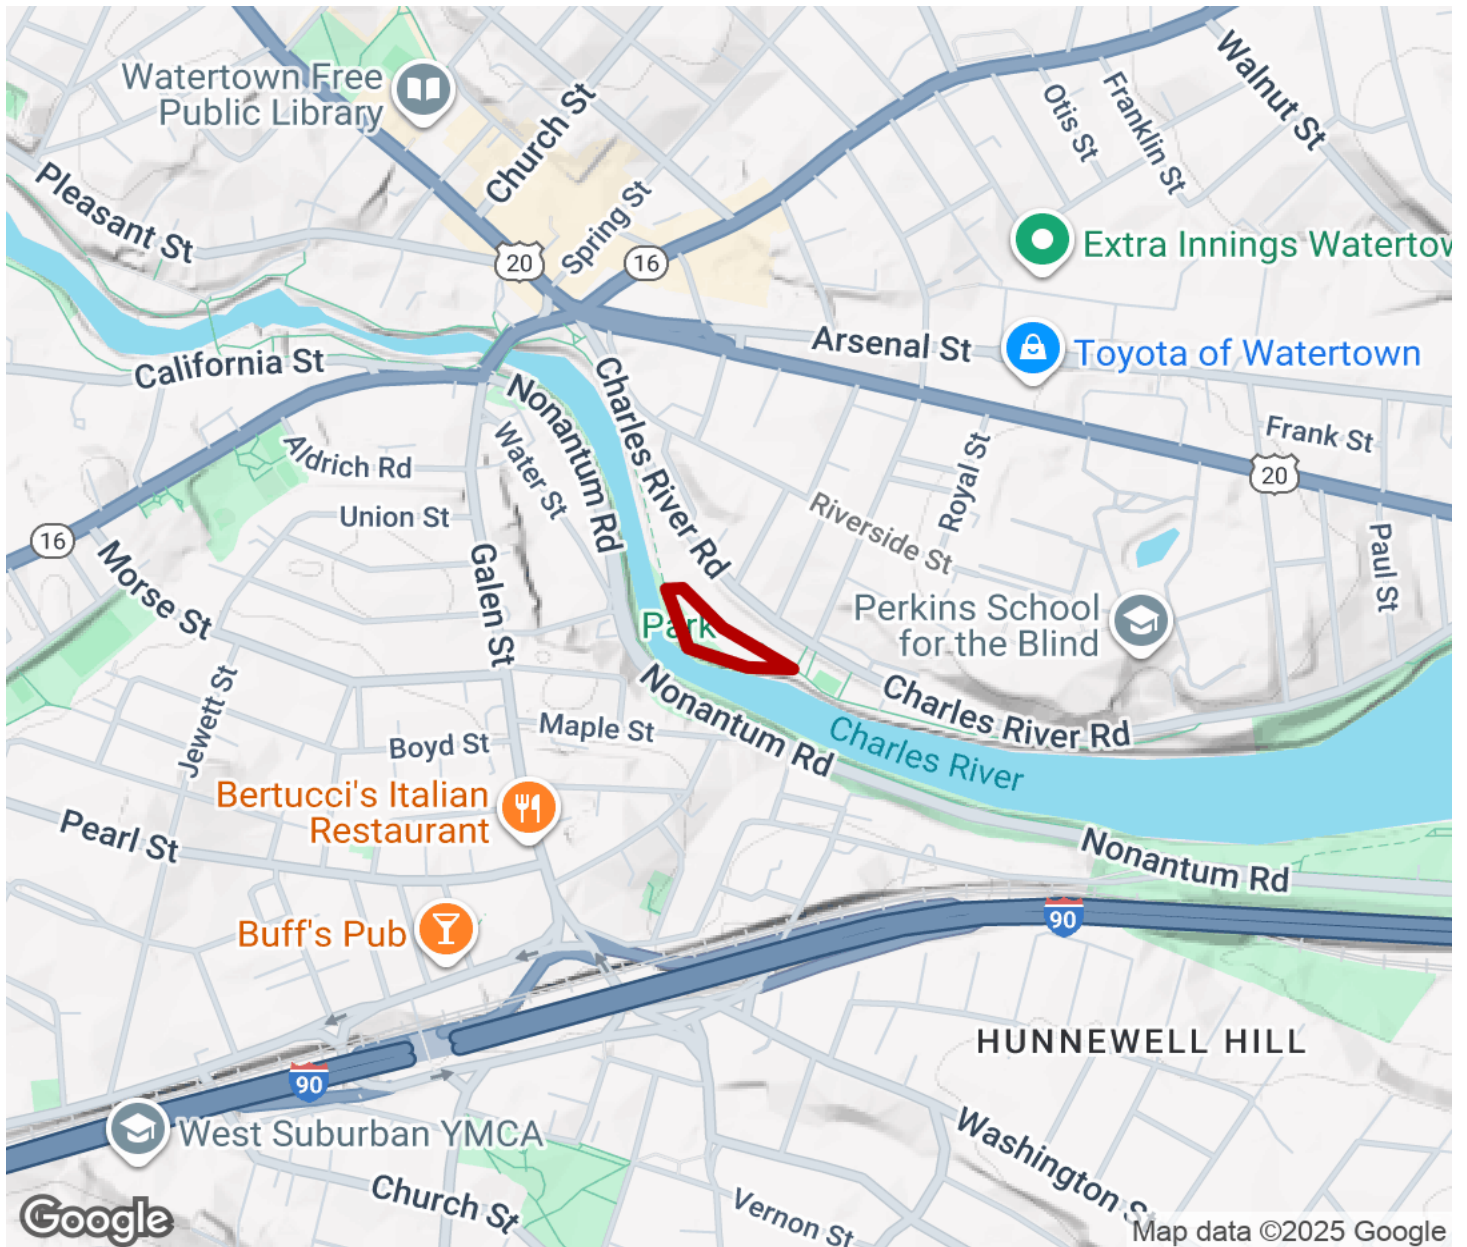 Watertown Free
Public Library
Church St
Walnut St
Otis St
Franklin St
Pleasant St
Spring St
20
16
Extra Innings Watertow
Arsenal St
Toyota of Watertown
California St
Charles River Rd
Nonantum Rd
Water St
Aldrich Rd
Frank St
20
Royal St
Riverside St
Union St
16
Paul St
Morse St
Galen St
Park
Perkins School
for the Blind
Charles River Rd
Nonantum Rd
Charles River
Jewett St
Maple St
Boyd St
Bertucci's Italian
Restaurant
Pearl St
Nonantum Rd
90
Buff's Pub
HUNNEWELL HILL
90
West Suburban YMCA
Washington St
Church St
Vernon St
Google
Map data ©2025 Google